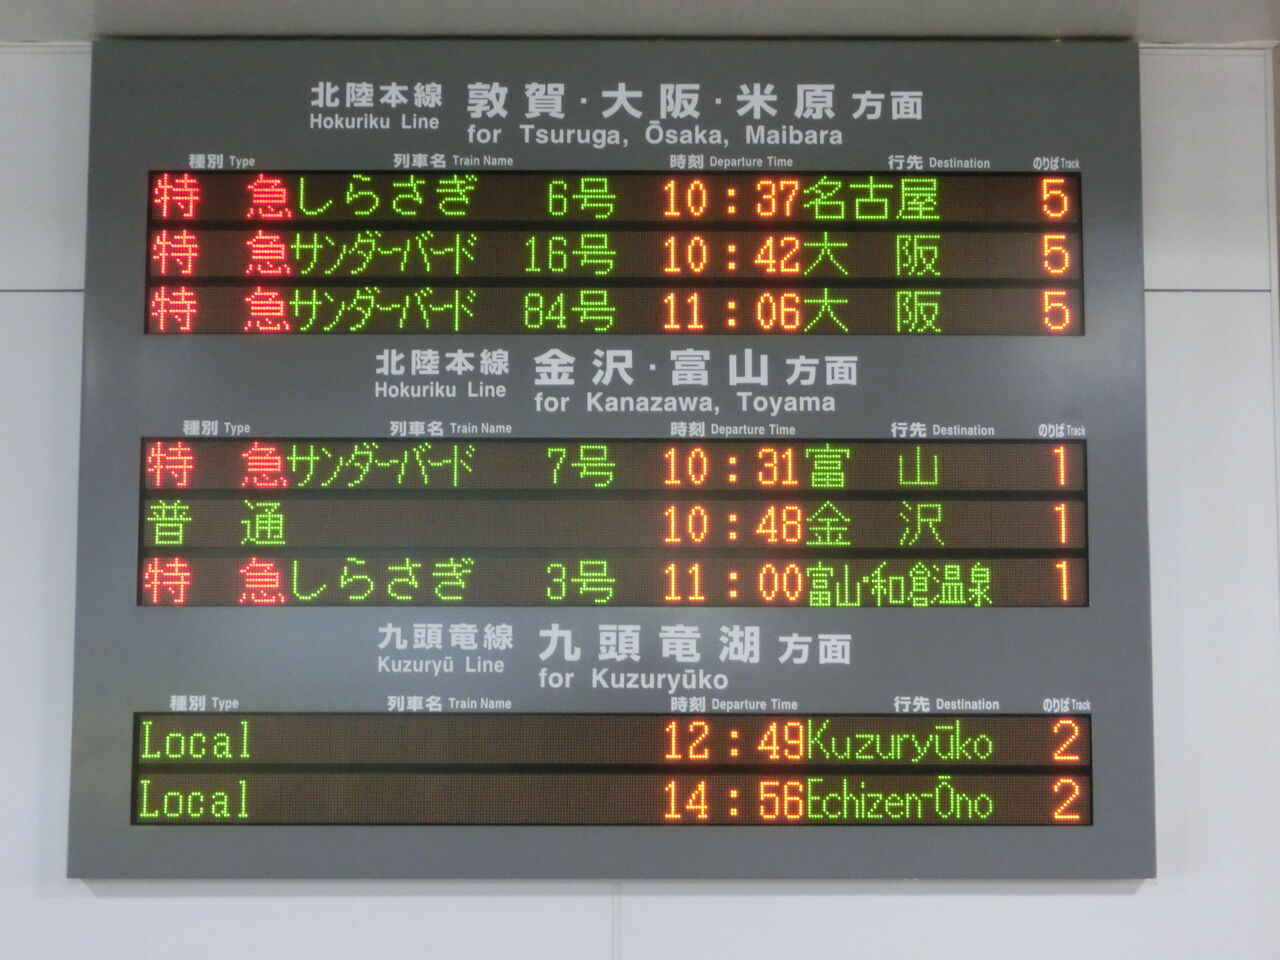 北陸本線 敦賀・大阪・米原方面
Hokuriku Line for Tsuruga, Ōsaka, Maibara
種別 Type 列車名 Train Name 時刻 Departure Time 行先 Destination のりば Track
特急 しらさぎ 6号 10:37 名古屋 5
特急 サンダーバード 16号 10:42 大阪 5
特急 サンダーバード 84号 11:06 大阪 5
北陸本線 金沢・富山方面
Hokuriku Line for Kanazawa, Toyama
種別 Type 列車名 Train Name 時刻 Departure Time 行先 Destination のりば Track
特急 サンダーバード 7号 10:31 富山 1
普通 10:48 金沢 1
特急 しらさぎ 3号 11:00 富山・和倉温泉 1
九頭竜線 九頭竜湖方面
Kuzuryū Line for Kuzuryūko
種別 Type 列車名 Train Name 時刻 Departure Time 行先 Destination のりば Track
Local 12:49 Kuzuryūko 2
Local 14:56 Echizen-Ōno 2